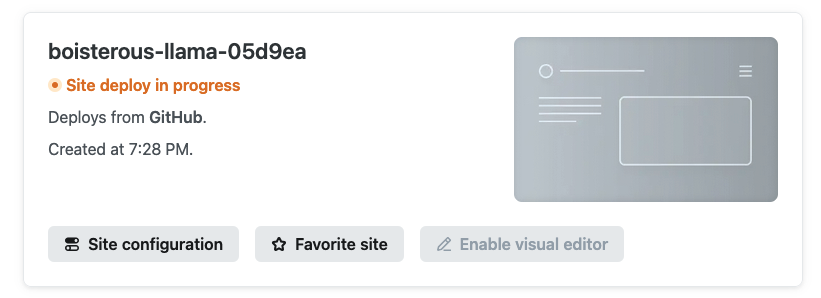 boisterous-llama-05d9ea
Site deploy in progress
Deploys from GitHub.
Created at 7:28 PM.
Site configuration
Favorite site
Enable visual editor